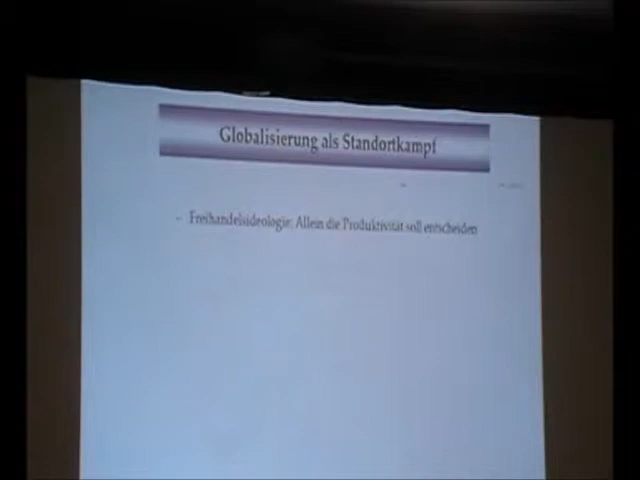 Globalisierung als Standortkampf
- Freihandelsideologie: Allein die Produktivität soll entscheiden